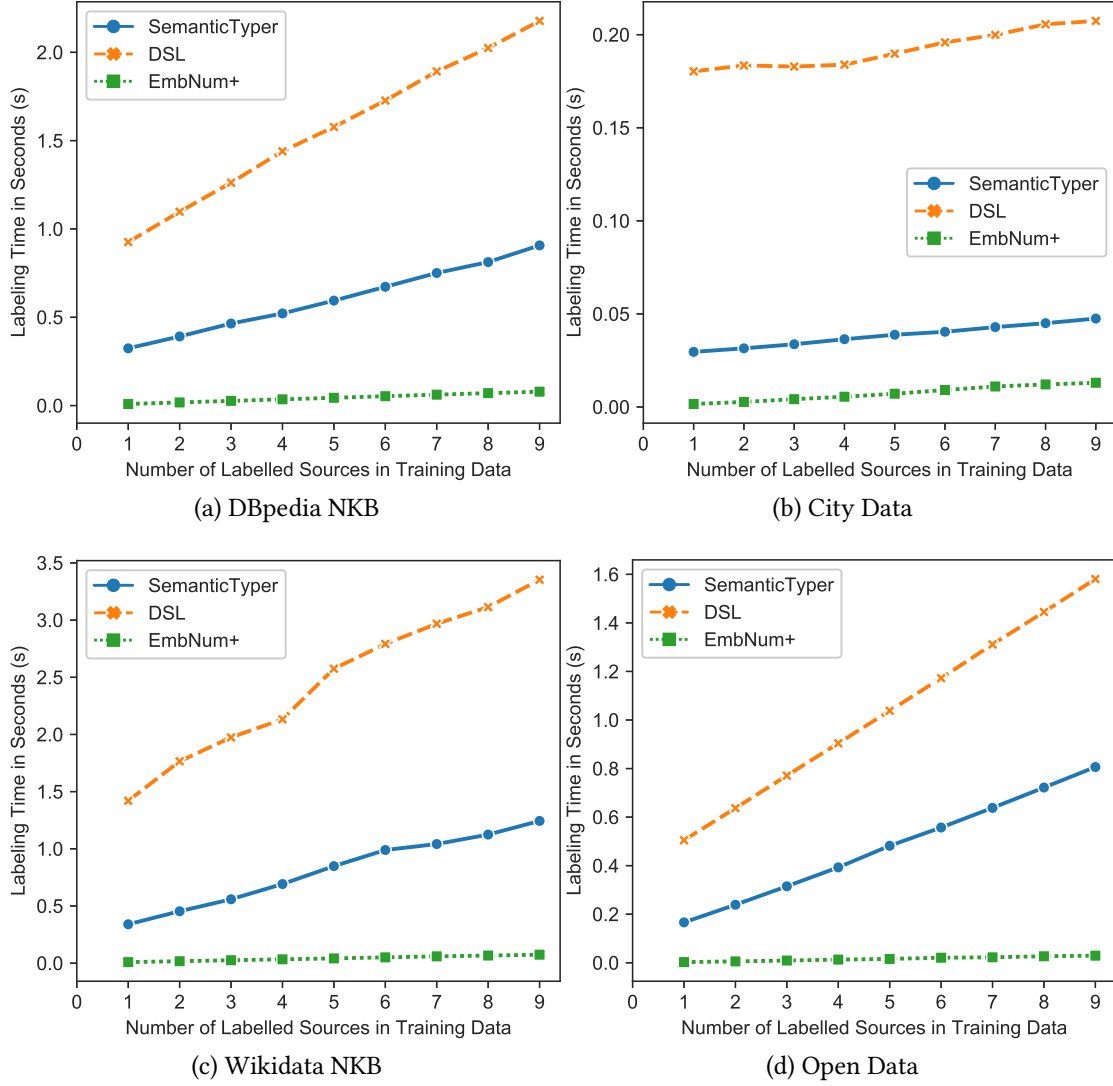 Labeling Time in Seconds (s)
2.0
1.5
1.0
0.5
0.0
SemanticTyper
DSL
EmbNum+
0 1 2 3 4 5 6 7 8 9
Number of Labelled Sources in Training Data
(a) DBpedia NKB
Labeling Time in Seconds (s)
0.20
0.15
0.10
0.05
0.00
SemanticTyper
DSL
EmbNum+
0 1 2 3 4 5 6 7 8 9
Number of Labelled Sources in Training Data
(b) City Data
Labeling Time in Seconds (s)
3.5
3.0
2.5
2.0
1.5
1.0
0.5
0.0
SemanticTyper
DSL
EmbNum+
0 1 2 3 4 5 6 7 8 9
Number of Labelled Sources in Training Data
(c) Wikidata NKB
Labeling Time in Seconds (s)
1.6
1.4
1.2
1.0
0.8
0.6
0.4
0.2
0.0
SemanticTyper
DSL
EmbNum+
0 1 2 3 4 5 6 7 8 9
Number of Labelled Sources in Training Data
(d) Open Data